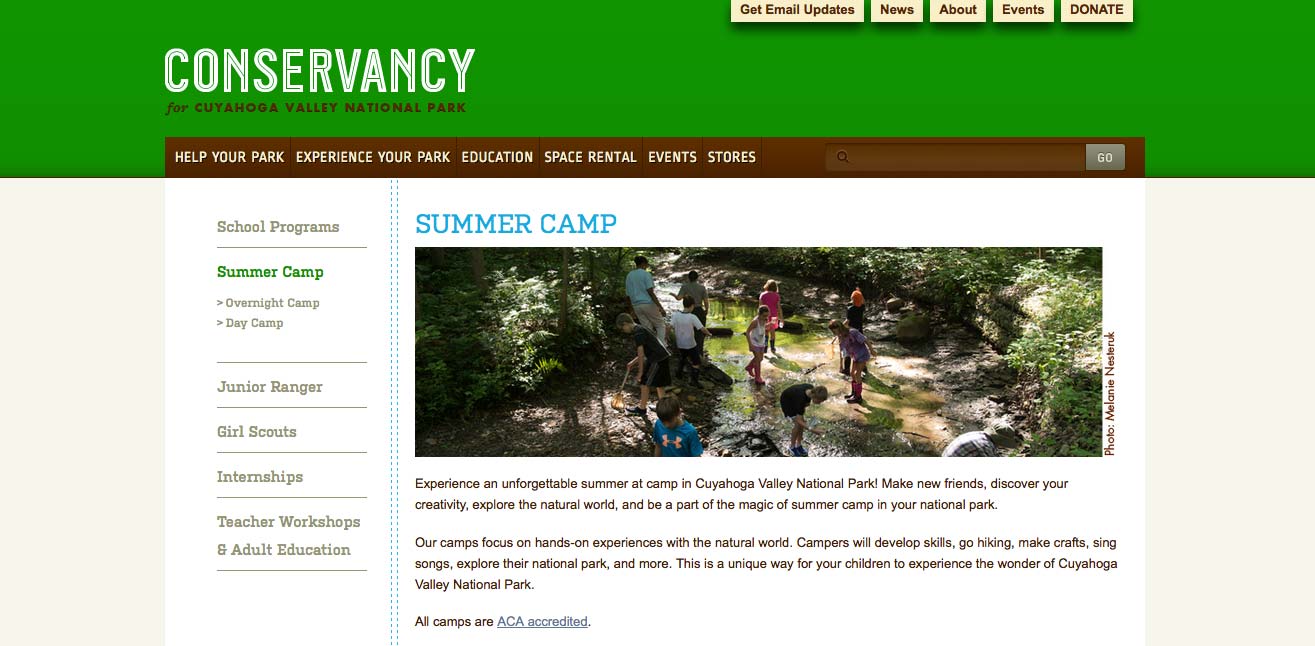 Get Email Updates
News
About
Events
DONATE
CONSERVANCY
for CUYAHOGA VALLEY NATIONAL PARK
HELP YOUR PARK
EXPERIENCE YOUR PARK
EDUCATION
SPACE RENTAL
EVENTS
STORES
GO
School Programs
Summer Camp
> Overnight Camp
> Day Camp
Junior Ranger
Girl Scouts
Internships
Teacher Workshops
& Adult Education
SUMMER CAMP
Photo: Melanie Nesteruk
Experience an unforgettable summer at camp in Cuyahoga Valley National Park! Make new friends, discover your
creativity, explore the natural world, and be a part of the magic of summer camp in your national park.
Our camps focus on hands-on experiences with the natural world. Campers will develop skills, go hiking, make crafts, sing
songs, explore their national park, and more. This is a unique way for your children to experience the wonder of Cuyahoga
Valley National Park.
All camps are ACA accredited.